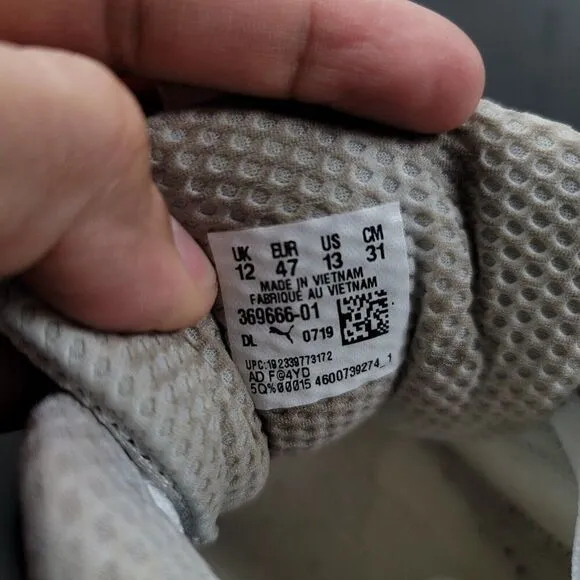 UK EUR US CM
12 47 13 31
MADE IN VIETNAM
FABRIQUÉ AU VIETNAM
369666-01
DL 0719
UPC:192339773172
AD F@4YD
5Q%00015 4600739274_1